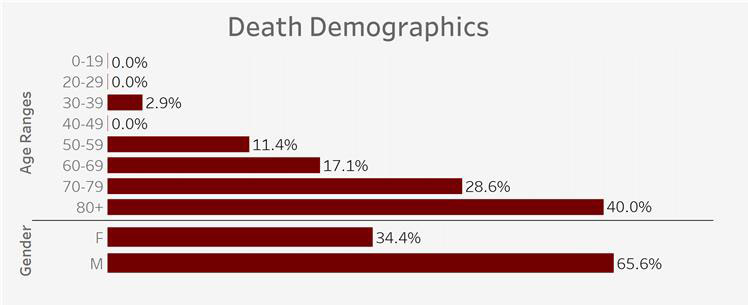 Death Demographics
Age Ranges
0-19 0.0%
20-29 0.0%
30-39 2.9%
40-49 0.0%
50-59 11.4%
60-69 17.1%
70-79 28.6%
80+ 40.0%
Gender
F 34.4%
M 65.6%